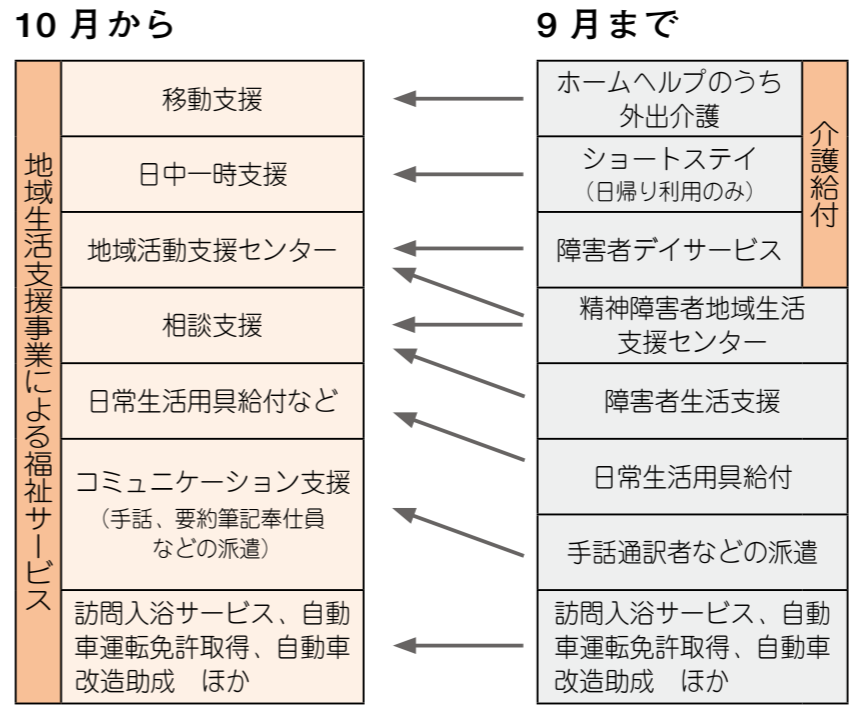 10 月から
地域生活支援事業による福祉サービス
移動支援
日中一時支援
地域活動支援センター
相談支援
日常生活用具給付など
コミュニケーション支援
（手話、要約筆記奉仕員
などの派遣）
訪問入浴サービス、自動
車運転免許取得、自動車
改造助成　ほか
9 月まで
ホームヘルプのうち
外出介護
ショートステイ
（日帰り利用のみ）
障害者デイサービス
介護給付
精神障害者地域生活
支援センター
障害者生活支援
日常生活用具給付
手話通訳者などの派遣
訪問入浴サービス、自動
車運転免許取得、自動車
改造助成　ほか